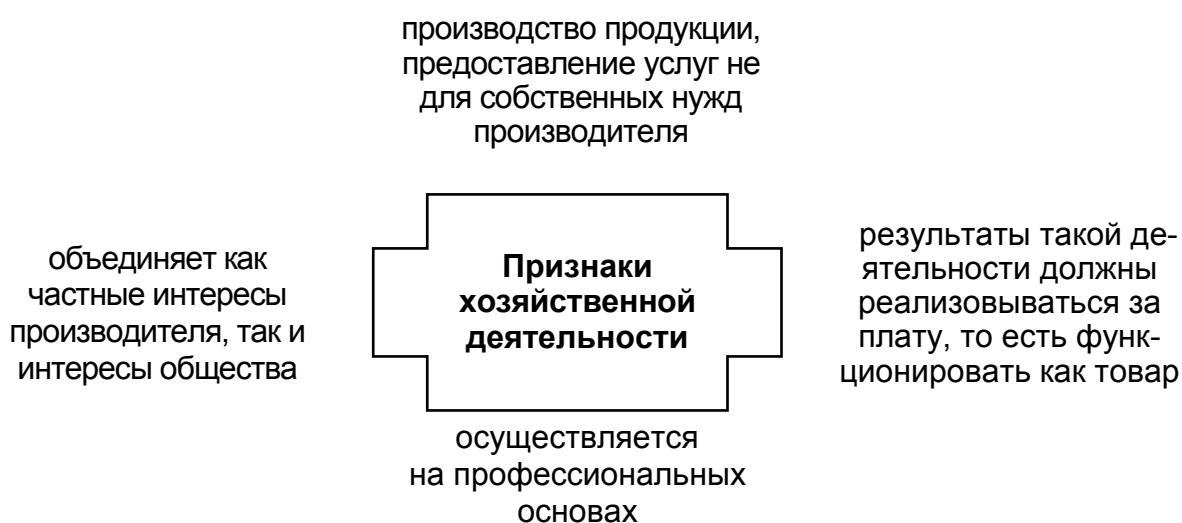 производство продукции,
предоставление услуг не
для собственных нужд
производителя
объединяет как
частные интересы
производителя, так и
интересы общества
Признаки
хозяйственной
деятельности
результаты такой де-
ятельности должны
реализовываться за
плату, то есть функ-
ционировать как товар
осуществляется
на профессиональных
основах